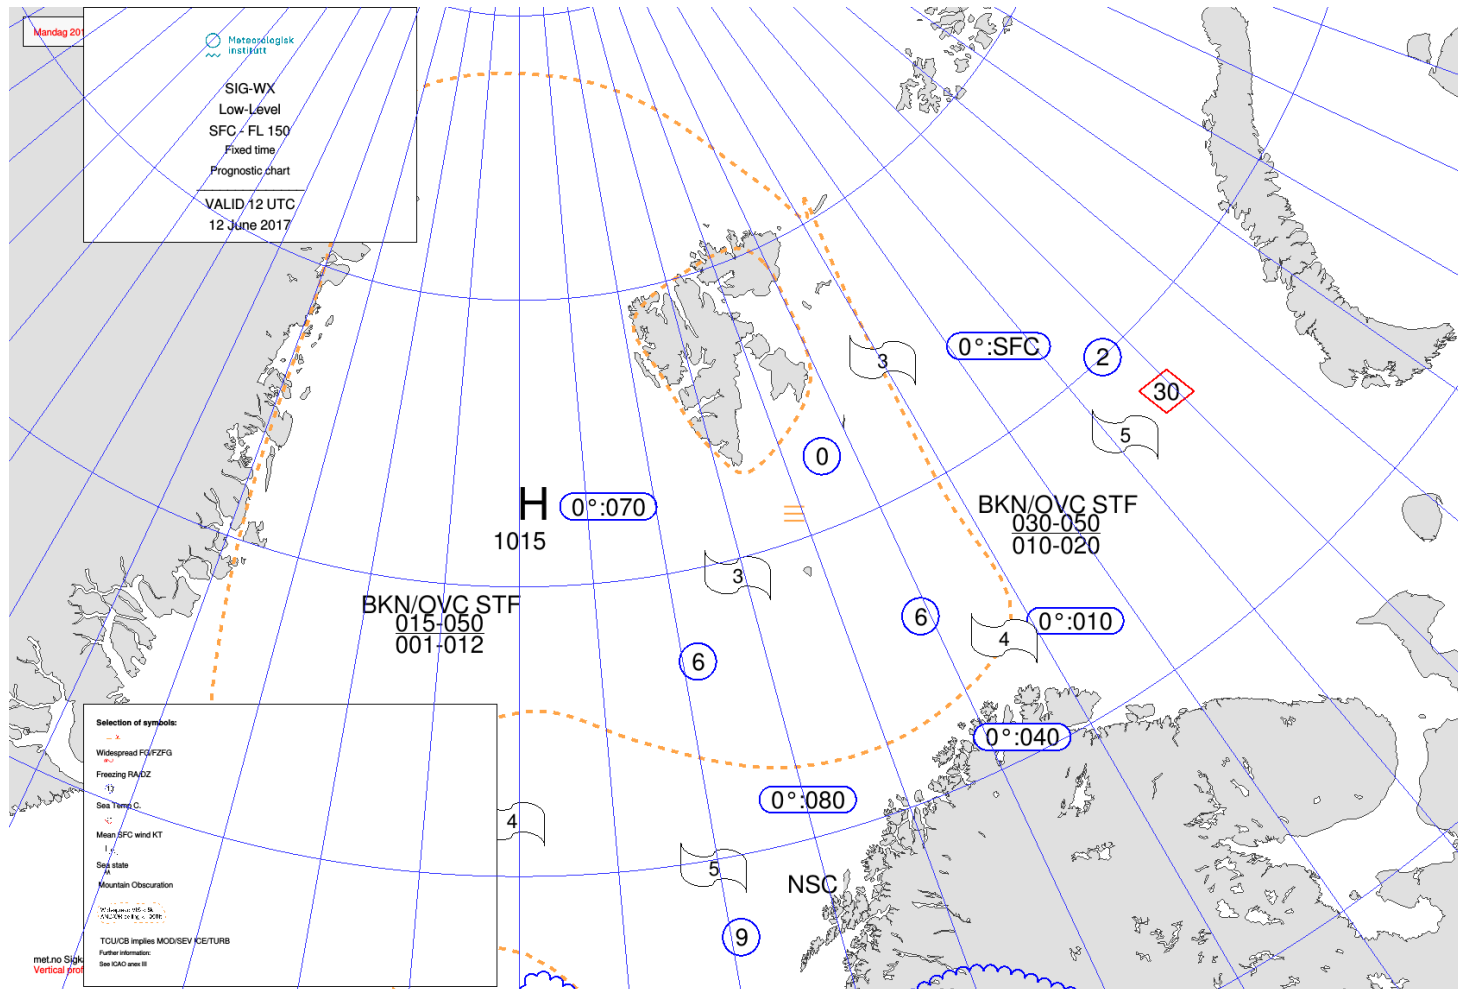 Mandag 201
Meteorologisk
institutt
SIG-WX
Low-Level
SFC - FL 150
Fixed time
Prognostic chart
VALID 12 UTC
12 June 2017
3
0°:SFC
2
30
5
0
H
0°:070
1015
BKN/OVC STF
030-050
010-020
3
BKN/OVC STF
015-050
001-012
6
6
4
0°:010
0°:040
0°:080
4
5
NSC
9
Selection of symbols:
Widespread FG/FZFG
Freezing RA/DZ
Sea Temp C.
Mean SFC wind KT
Sea state
Mountain Obscuration
TCU/CB implies MOD/SEV ICE/TURB
Further information:
See ICAO anex III
met.no Sigk
Vertical prof